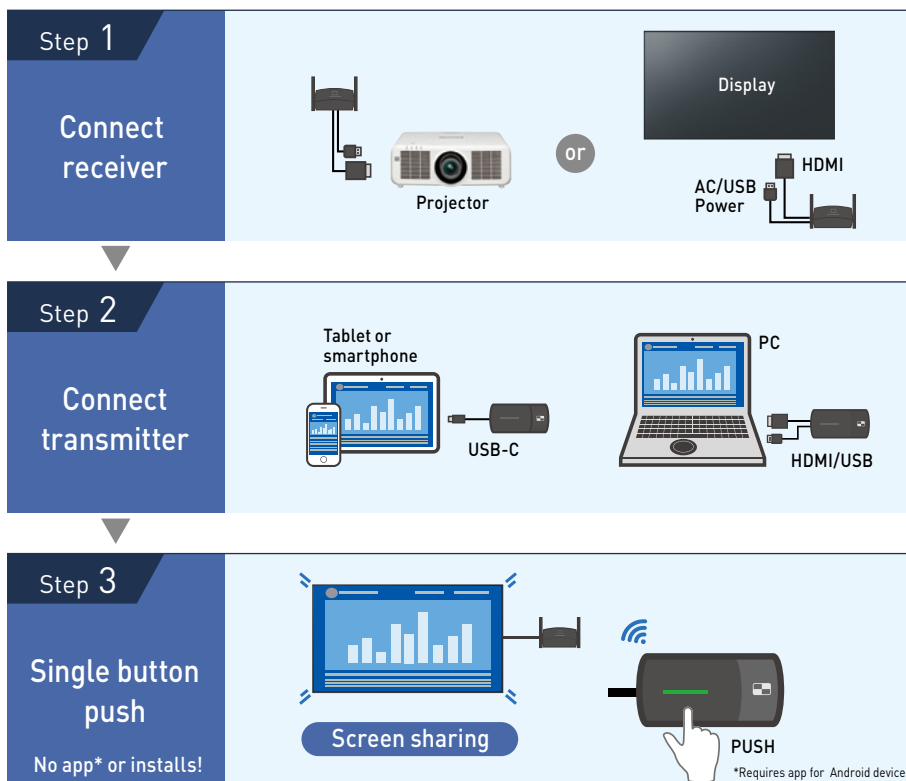 Step 1
Connect
receiver
Projector
or
Display
HDMI
AC/USB
Power
Step 2
Connect
transmitter
Tablet or
smartphone
USB-C
PC
HDMI/USB
Step 3
Single button
push
No app* or installs!
Screen sharing
PUSH
*Requires app for Android device